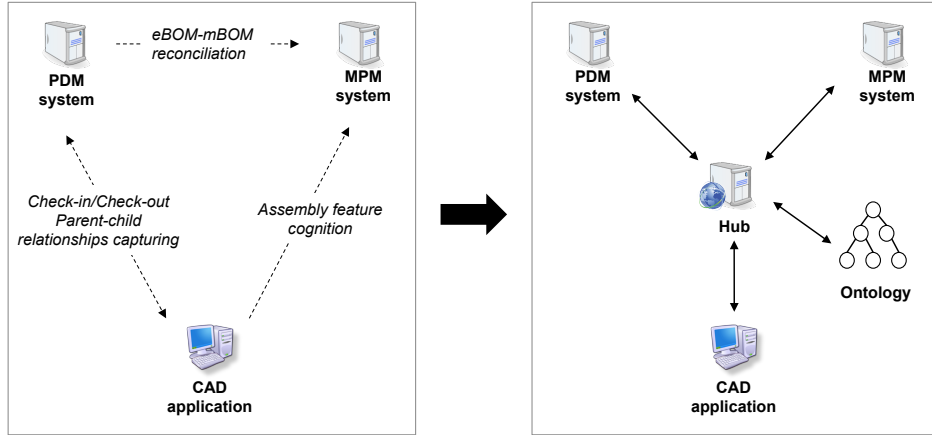 eBOM-mBOM
reconciliation
PDM
system
MPM
system
Check-in/Check-out
Parent-child
relationships capturing
Assembly feature
cognition
CAD
application
PDM
system
MPM
system
Hub
Ontology
CAD
application